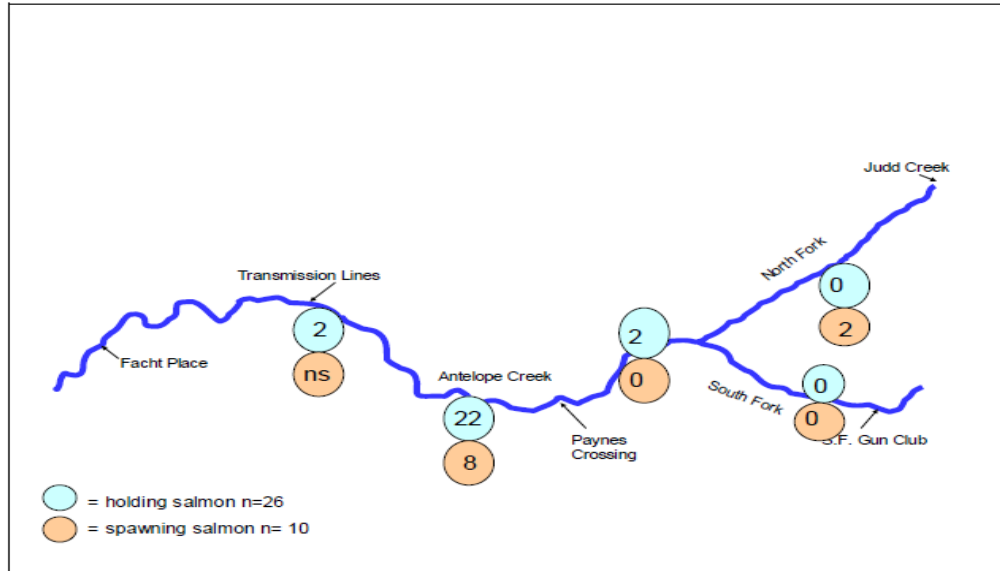 Judd Creek
North Fork
Transmission Lines
0
2
2
2
Facht Place
ns
Antelope Creek
0
South Fork
0
22
0
Paynes
Crossing
S.F. Gun Club
8
= holding salmon n=26
= spawning salmon n= 10